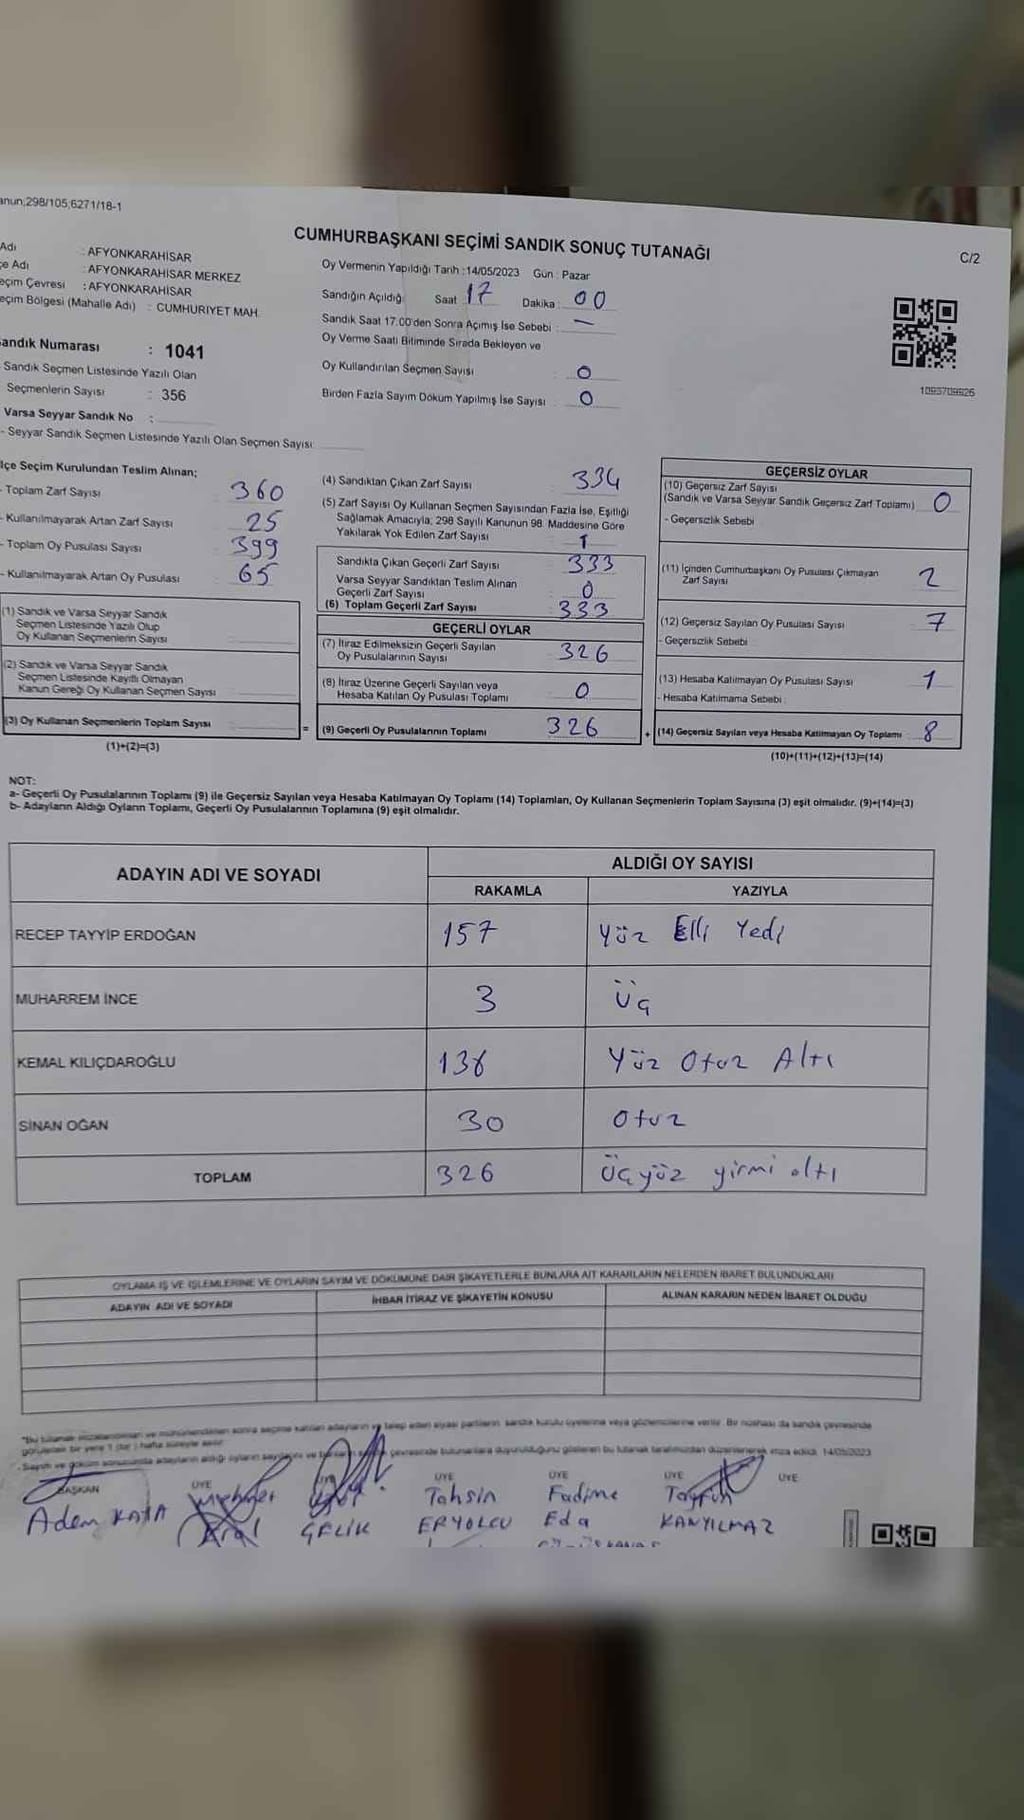 anun;298/105;6271/18-1
CUMHURBAŞKANI SEÇİMİ SANDIK SONUÇ TUTANAĞI
C/2
Adı : AFYONKARAHİSAR
çe Adı : AFYONKARAHİSAR MERKEZ
eçim Çevresi : AFYONKARAHİSAR
eçim Bölgesi (Mahalle Adı) : CUMHURİYET MAH.
Oy Vermenin Yapıldığı Tarih :14/05/2023 Gün : Pazar
Sandığın Açıldığı Saat 17 Dakika : 00
Sandık Saat 17.00'den Sonra Açımış İse Sebebi : —
Oy Verme Saati Bitiminde Sırada Bekleyen ve
Oy Kullandırılan Seçmen Sayısı : 0
Birden Fazla Sayım Döküm Yapılmış İse Sayısı : 0
1093709926
andık Numarası : 1041
Sandık Seçmen Listesinde Yazılı Olan
Seçmenlerin Sayısı : 356
Varsa Seyyar Sandık No :
- Seyyar Sandık Seçmen Listesinde Yazılı Olan Seçmen Sayısı:
lçe Seçim Kurulundan Teslim Alınan;
- Toplam Zarf Sayısı 360
- Kullanılmayarak Artan Zarf Sayısı 25
- Toplam Oy Pusulası Sayısı 399
- Kullanılmayarak Artan Oy Pusulası 65
(1) Sandık ve Varsa Seyyar Sandık
Seçmen Listesinde Yazılı Olup
Oy Kullanan Seçmenlerin Sayısı
(2) Sandık ve Varsa Seyyar Sandık
Seçmen Listesinde Kayıtlı Olmayan
Kanun Gereği Oy Kullanan Seçmen Sayısı
(3) Oy Kullanan Seçmenlerin Toplam Sayısı
(1)+(2)=(3)
(4) Sandıktan Çıkan Zarf Sayısı 334
(5) Zarf Sayısı Oy Kullanan Seçmen Sayısından Fazla İse, Eşitliği
Sağlamak Amacıyla; 298 Sayılı Kanunun 98. Maddesine Göre
Yakılarak Yok Edilen Zarf Sayısı 1
Sandıkta Çıkan Geçerli Zarf Sayısı 333
Varsa Seyyar Sandıktan Teslim Alınan
Geçerli Zarf Sayısı : 0
(6) Toplam Geçerli Zarf Sayısı 333
GEÇERLİ OYLAR
(7) İtiraz Edilmeksizin Geçerli Sayılan
Oy Pusulalarının Sayısı 326
(8) İtiraz Üzerine Geçerli Sayılan veya
Hesaba Katılan Oy Pusulası Toplamı 0
= (9) Geçerli Oy Pusulalarının Toplamı 326
GEÇERSİZ OYLAR
(10) Geçersiz Zarf Sayısı
(Sandık ve Varsa Seyyar Sandık Geçersiz Zarf Toplamı) 0
- Geçersizlik Sebebi
(11) İçinden Cumhurbaşkanı Oy Pusulası Çıkmayan
Zarf Sayısı 2
(12) Geçersiz Sayılan Oy Pusulası Sayısı 7
- Geçersizlik Sebebi
(13) Hesaba Katılmayan Oy Pusulası Sayısı 1
- Hesaba Katılmama Sebebi :
+ (14) Geçersiz Sayılan veya Hesaba Katılmayan Oy Toplamı 8
(10)+(11)+(12)+(13)=(14)
NOT:
a- Geçerli Oy Pusulalarının Toplamı (9) ile Geçersiz Sayılan veya Hesaba Katılmayan Oy Toplamı (14) Toplamları, Oy Kullanan Seçmenlerin Toplam Sayısına (3) eşit olmalıdır. (9)+(14)=(3)
b- Adayların Aldığı Oyların Toplamı, Geçerli Oy Pusulalarının Toplamına (9) eşit olmalıdır.
ADAYIN ADI VE SOYADI ALDIĞI OY SAYISI
RAKAMLA YAZIYLA
RECEP TAYYİP ERDOĞAN 157 Yüz Elli Yedi
MUHARREM İNCE 3 Üç
KEMAL KILIÇDAROĞLU 136 Yüz Otuz Altı
SİNAN OĞAN 30 Otuz
TOPLAM 326 Üçyüz yirmi altı
OYLAMA İŞ VE İŞLEMLERİNE VE OYLARIN SAYIM VE DÖKÜMÜNE DAİR ŞİKAYETLERLE BUNLARA AİT KARARLARIN NELERDEN İBARET BULUNDUKLARI
ADAYIN ADI VE SOYADI İHBAR İTİRAZ VE ŞİKAYETİN KONUSU ALINAN KARARIN NEDEN İBARET OLDUĞU
BAŞKAN ÜYE ÜYE ÜYE ÜYE ÜYE
Adem KAYA Mehmet Tahsin Fadime Tayfun
Erol ÇELİK ERYOLCU Eda KANYILMAZ